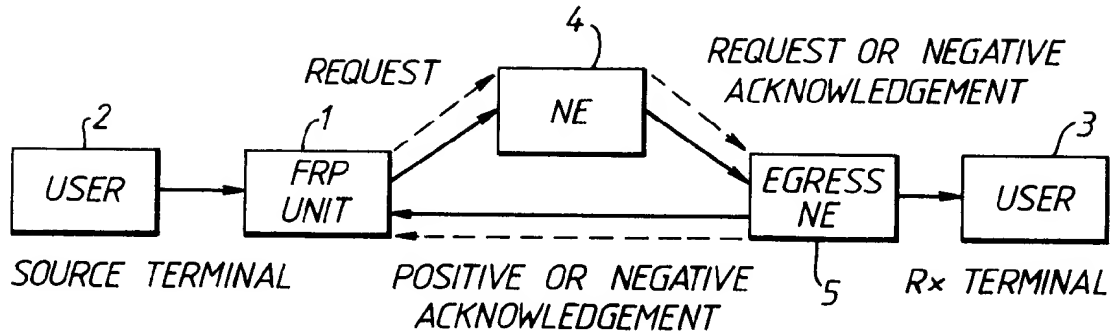 4
REQUEST
REQUEST OR NEGATIVE
ACKNOWLEDGEMENT
NE
2
1
3
USER
FRP
UNIT
EGRESS
NE
USER
SOURCE TERMINAL
POSITIVE OR NEGATIVE
ACKNOWLEDGEMENT
5
Rx TERMINAL